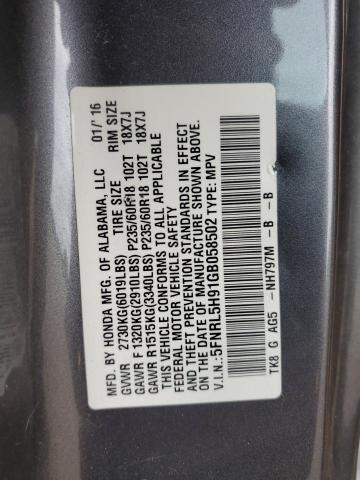 MFD. BY HONDA MFG. OF ALABAMA, LLC 01/'16
GVWR 2730KG(6019LBS) TIRE SIZE RIM SIZE
GAWR F 1320KG(2910LBS) P235/60R18 102T 18X7J
GAWR R1515KG(3340LBS) P235/60R18 102T 18X7J
THIS VEHICLE CONFORMS TO ALL APPLICABLE
FEDERAL MOTOR VEHICLE SAFETY
AND THEFT PREVENTION STANDARDS IN EFFECT
ON THE DATE OF MANUFACTURE SHOWN ABOVE.
V.I.N.:5FNRL5H91GB058502 TYPE: MPV
TK8 G AG5 -NH797M -B -B